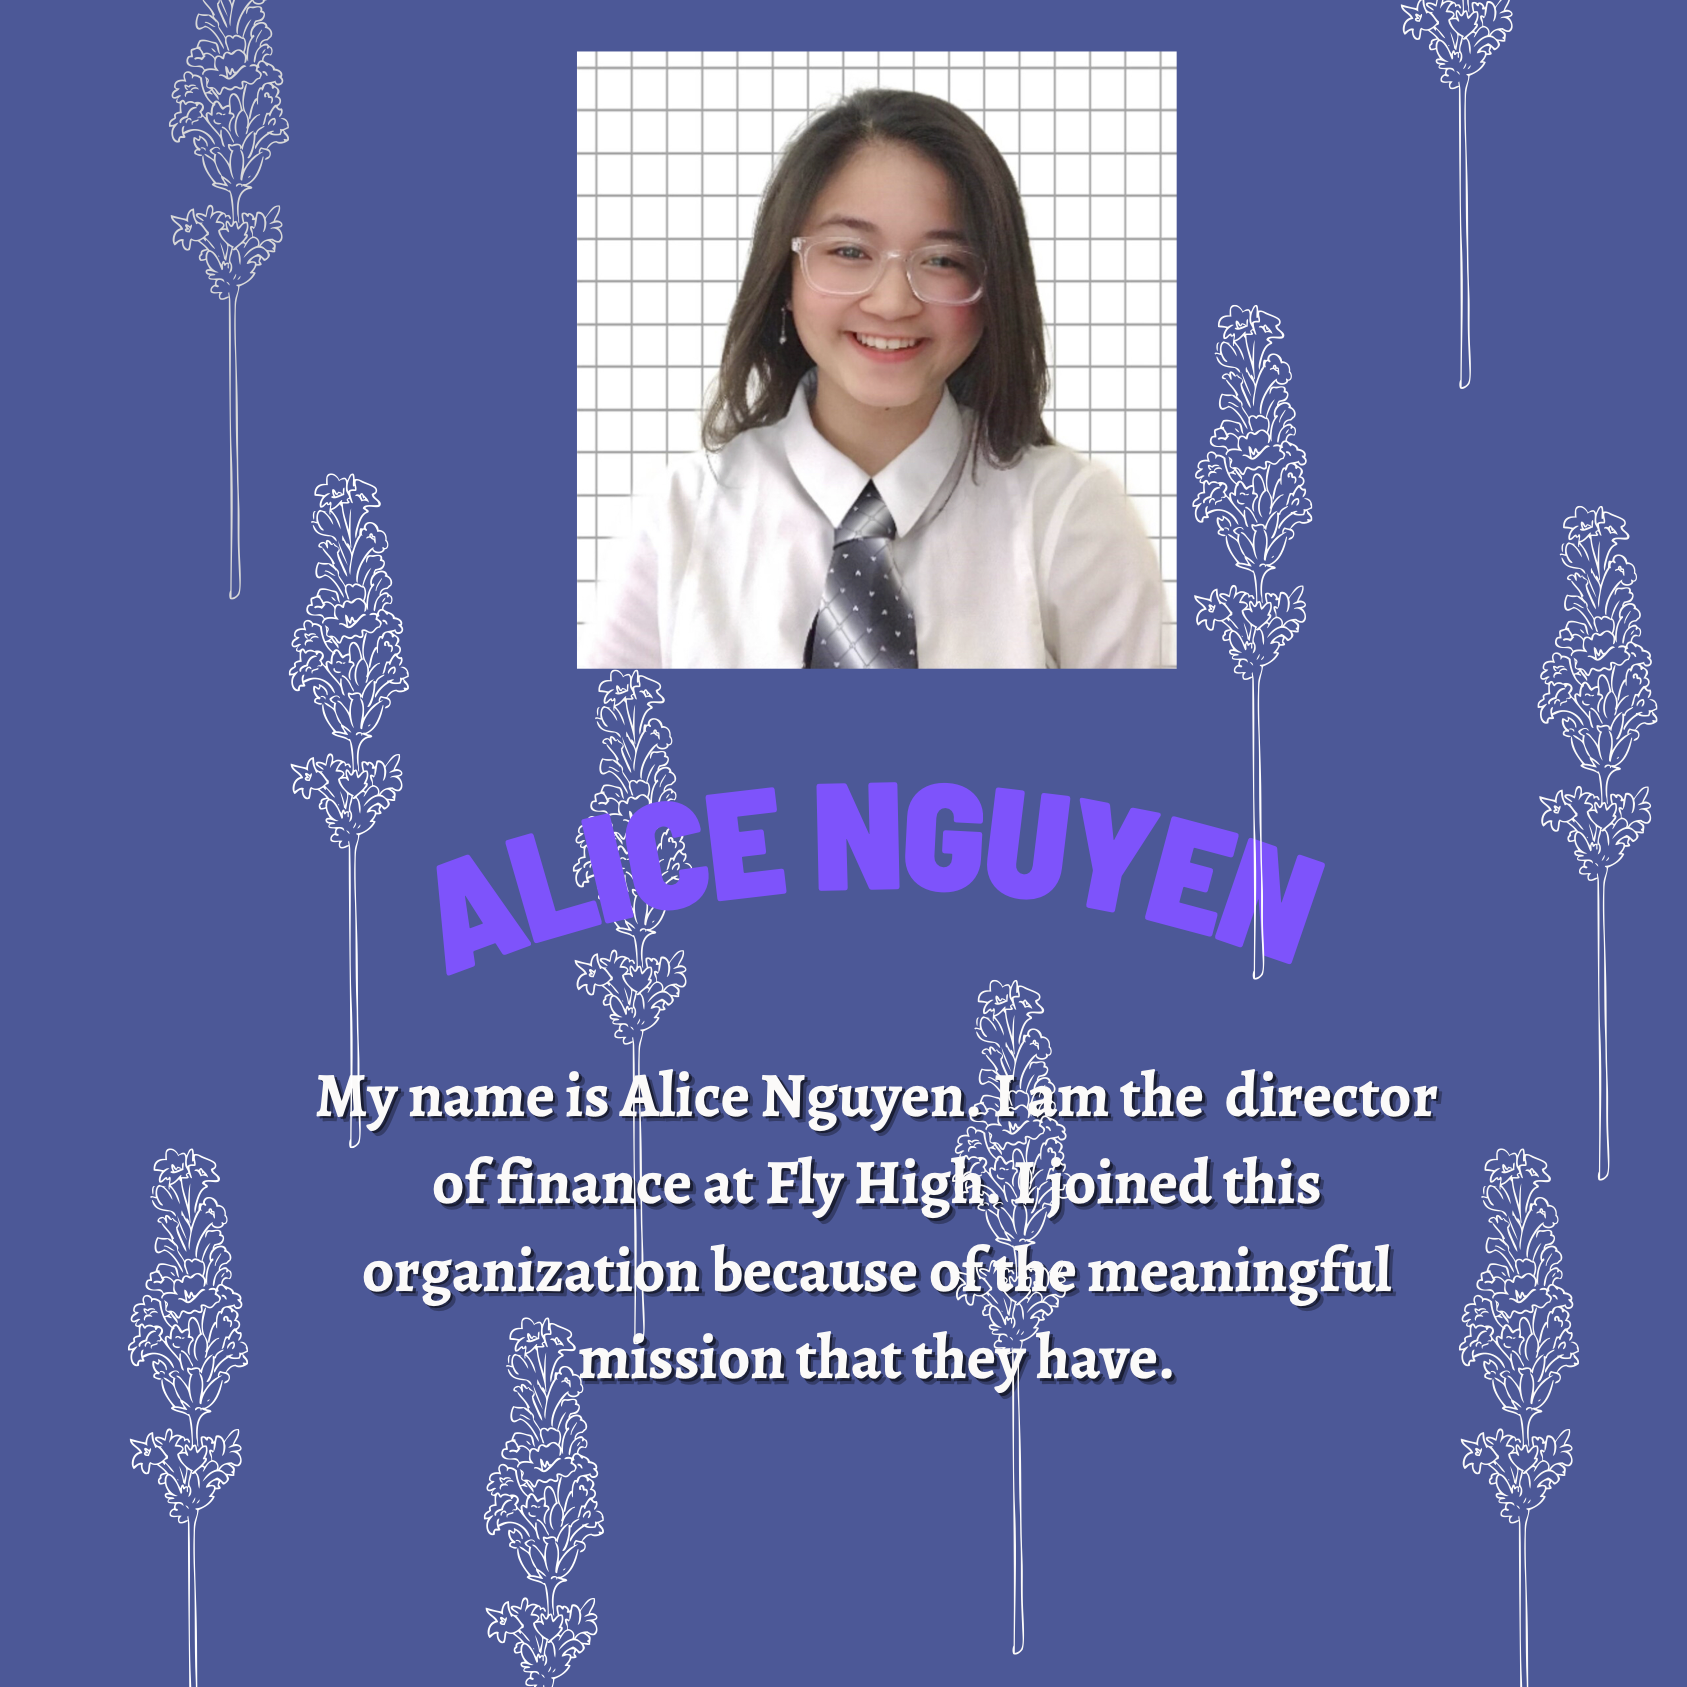 ALICE NGUYEN
My name is Alice Nguyen. I am the  director
of finance at Fly High. I joined this
organization because of the meaningful
mission that they have.